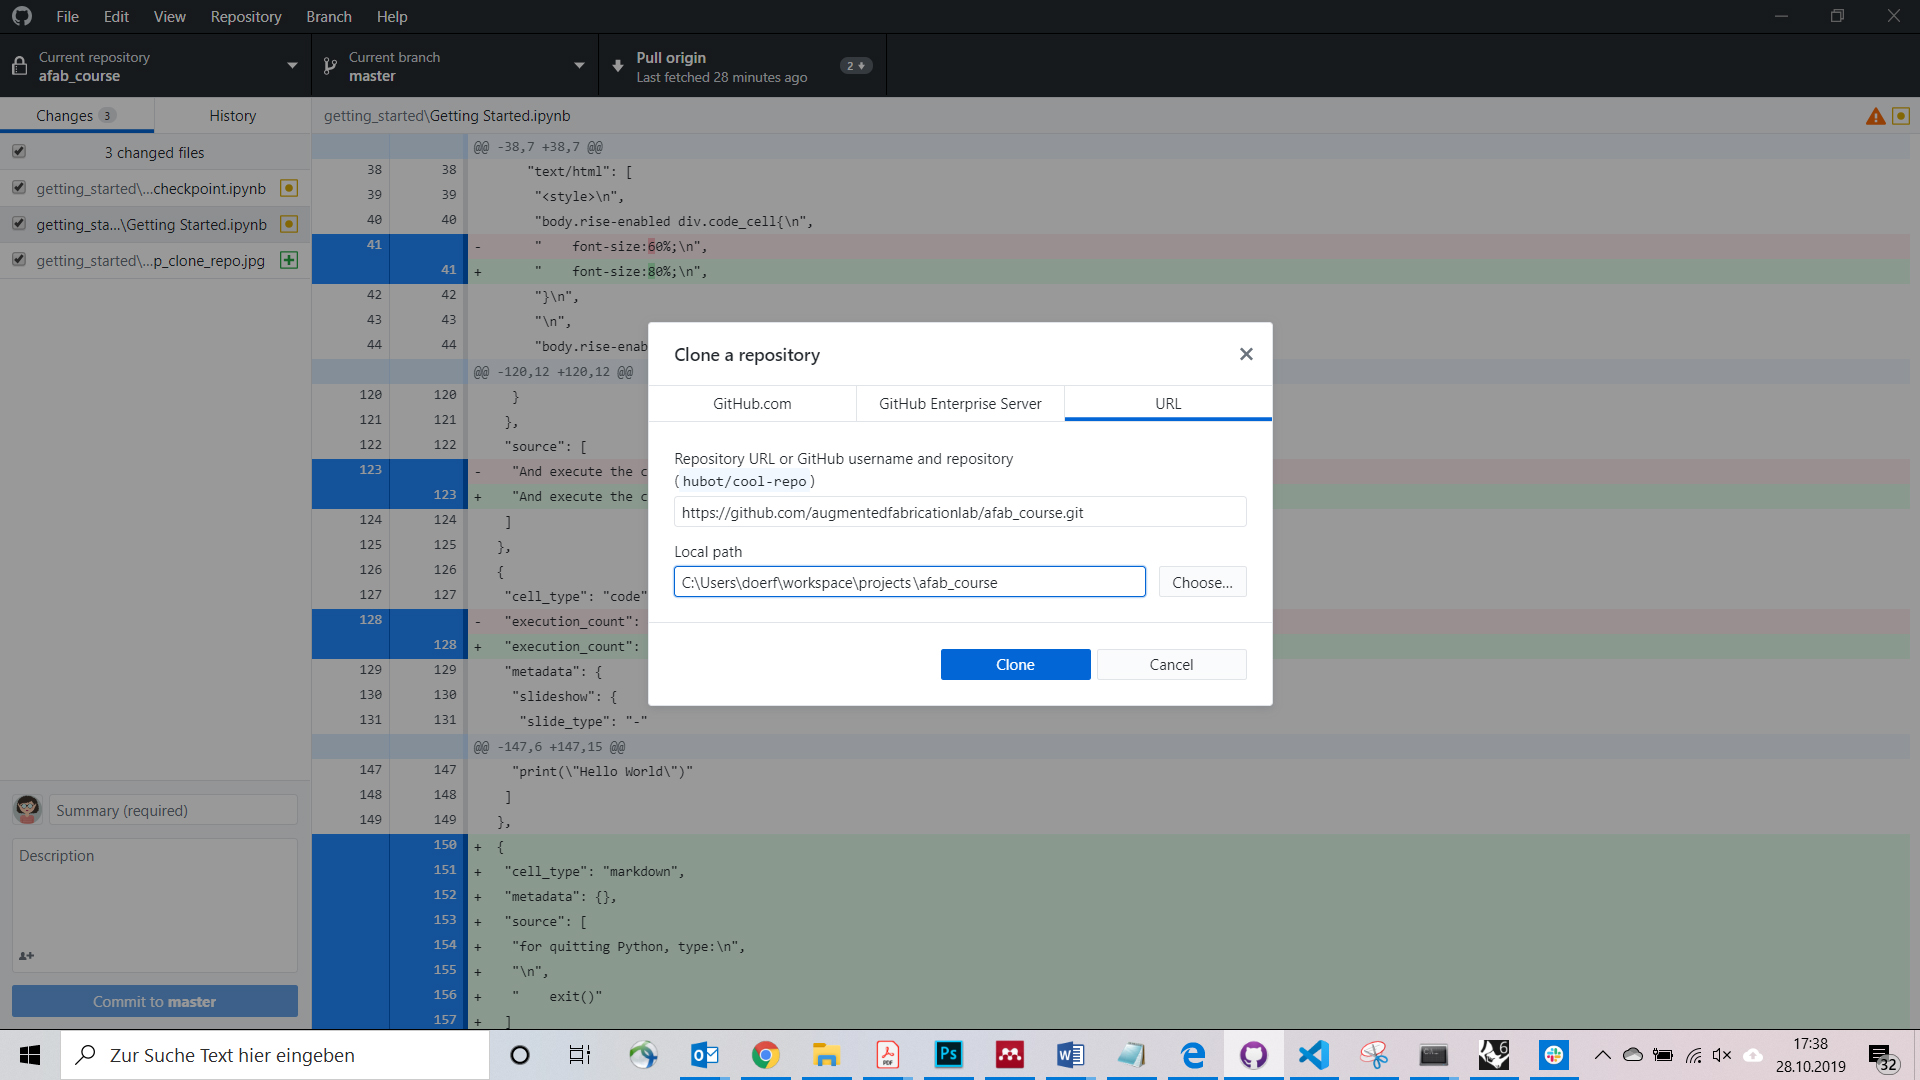 File Edit View Repository Branch Help
Current repository
afab_course
Current branch
master
Pull origin
Last fetched 28 minutes ago
2
Changes 3 History
3 changed files
getting_started\...checkpoint.ipynb
getting_sta...\Getting Started.ipynb
getting_started\...p_clone_repo.jpg
Summary (required)
Description
Commit to master
getting_started\Getting Started.ipynb
@@ -38,7 +38,7 @@
38 38 "text/html": [
39 39 "<style>\n",
40 40 "body.rise-enabled div.code_cell{\n",
41 - " font-size:60%;\n",
41 + " font-size:80%;\n",
42 42 "}\n",
43 43 "\n",
44 44 "body.rise-enab
@@ -120,12 +120,12 @@
120 120 }
121 121 },
122 122 "source": [
123 - "And execute the c
123 + "And execute the c
124 124 ]
125 125 },
126 126 {
127 127 "cell_type": "code"
128 - "execution_count":
128 + "execution_count":
129 129 "metadata": {
130 130 "slideshow": {
131 131 "slide_type": "-"
@@ -147,6 +147,15 @@
147 147 "print(\"Hello World\")"
148 148 ]
149 149 },
150 + {
151 + "cell_type": "markdown",
152 + "metadata": {},
153 + "source": [
154 + "for quitting Python, type:\n",
155 + "\n",
156 + " exit()"
157 + ]
Clone a repository
GitHub.com GitHub Enterprise Server URL
Repository URL or GitHub username and repository
(hubot/cool-repo)
https://github.com/augmentedfabricationlab/afab_course.git
Local path
C:\Users\doerf\workspace\projects\afab_course
Choose...
Clone Cancel
Zur Suche Text hier eingeben
PDF
Ps
6
17:38
28.10.2019
32